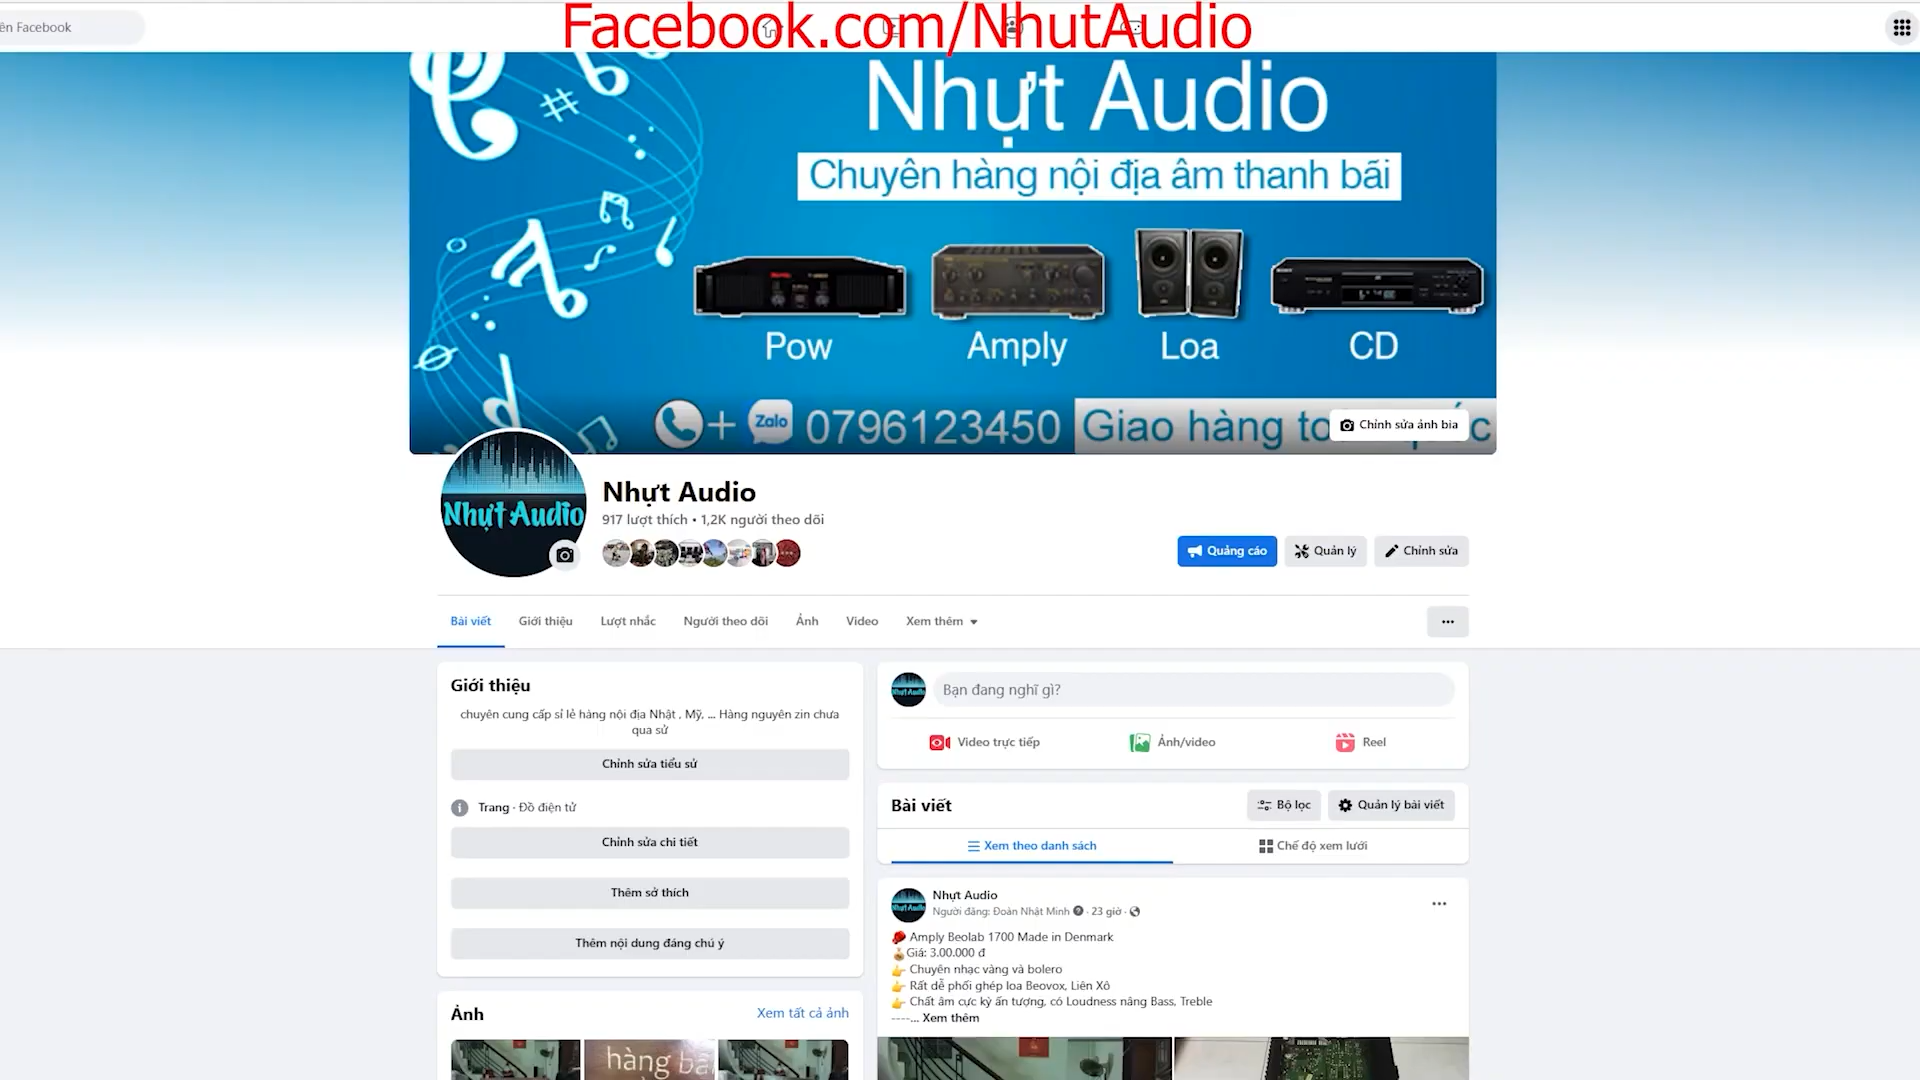 Facebook.com/NhutAudio
ên Facebook
Nhựt Audio
Chuyên hàng nội địa âm thanh bãi
Pow
Amply
Loa
CD
+ Zalo 0796123450 Giao hàng to
Chỉnh sửa ảnh bìa
Nhựt Audio
Nhựt Audio
917 lượt thích • 1,2K người theo dõi
Quảng cáo
Quản lý
Chỉnh sửa
Bài viết
Giới thiệu
Lượt nhắc
Người theo dõi
Ảnh
Video
Xem thêm
Giới thiệu
chuyên cung cấp sỉ lẻ hàng nội địa Nhật , Mỹ, ... Hàng nguyên zin chưa
qua sử
Chỉnh sửa tiểu sử
Trang · Đồ điện tử
Chỉnh sửa chi tiết
Thêm sở thích
Thêm nội dung đáng chú ý
Ảnh
Xem tất cả ảnh
hàng bã
Bạn đang nghĩ gì?
Video trực tiếp
Ảnh/video
Reel
Bài viết
Bộ lọc
Quản lý bài viết
Xem theo danh sách
Chế độ xem lưới
Nhựt Audio
Người đăng: Đoàn Nhật Minh · 23 giờ ·
Amply Beolab 1700 Made in Denmark
Giá: 3.00.000 đ
Chuyên nhạc vàng và bolero
Rất dễ phối ghép loa Beovox, Liên Xô
Chất âm cực kỳ ấn tượng, có Loudness nâng Bass, Treble
----... Xem thêm